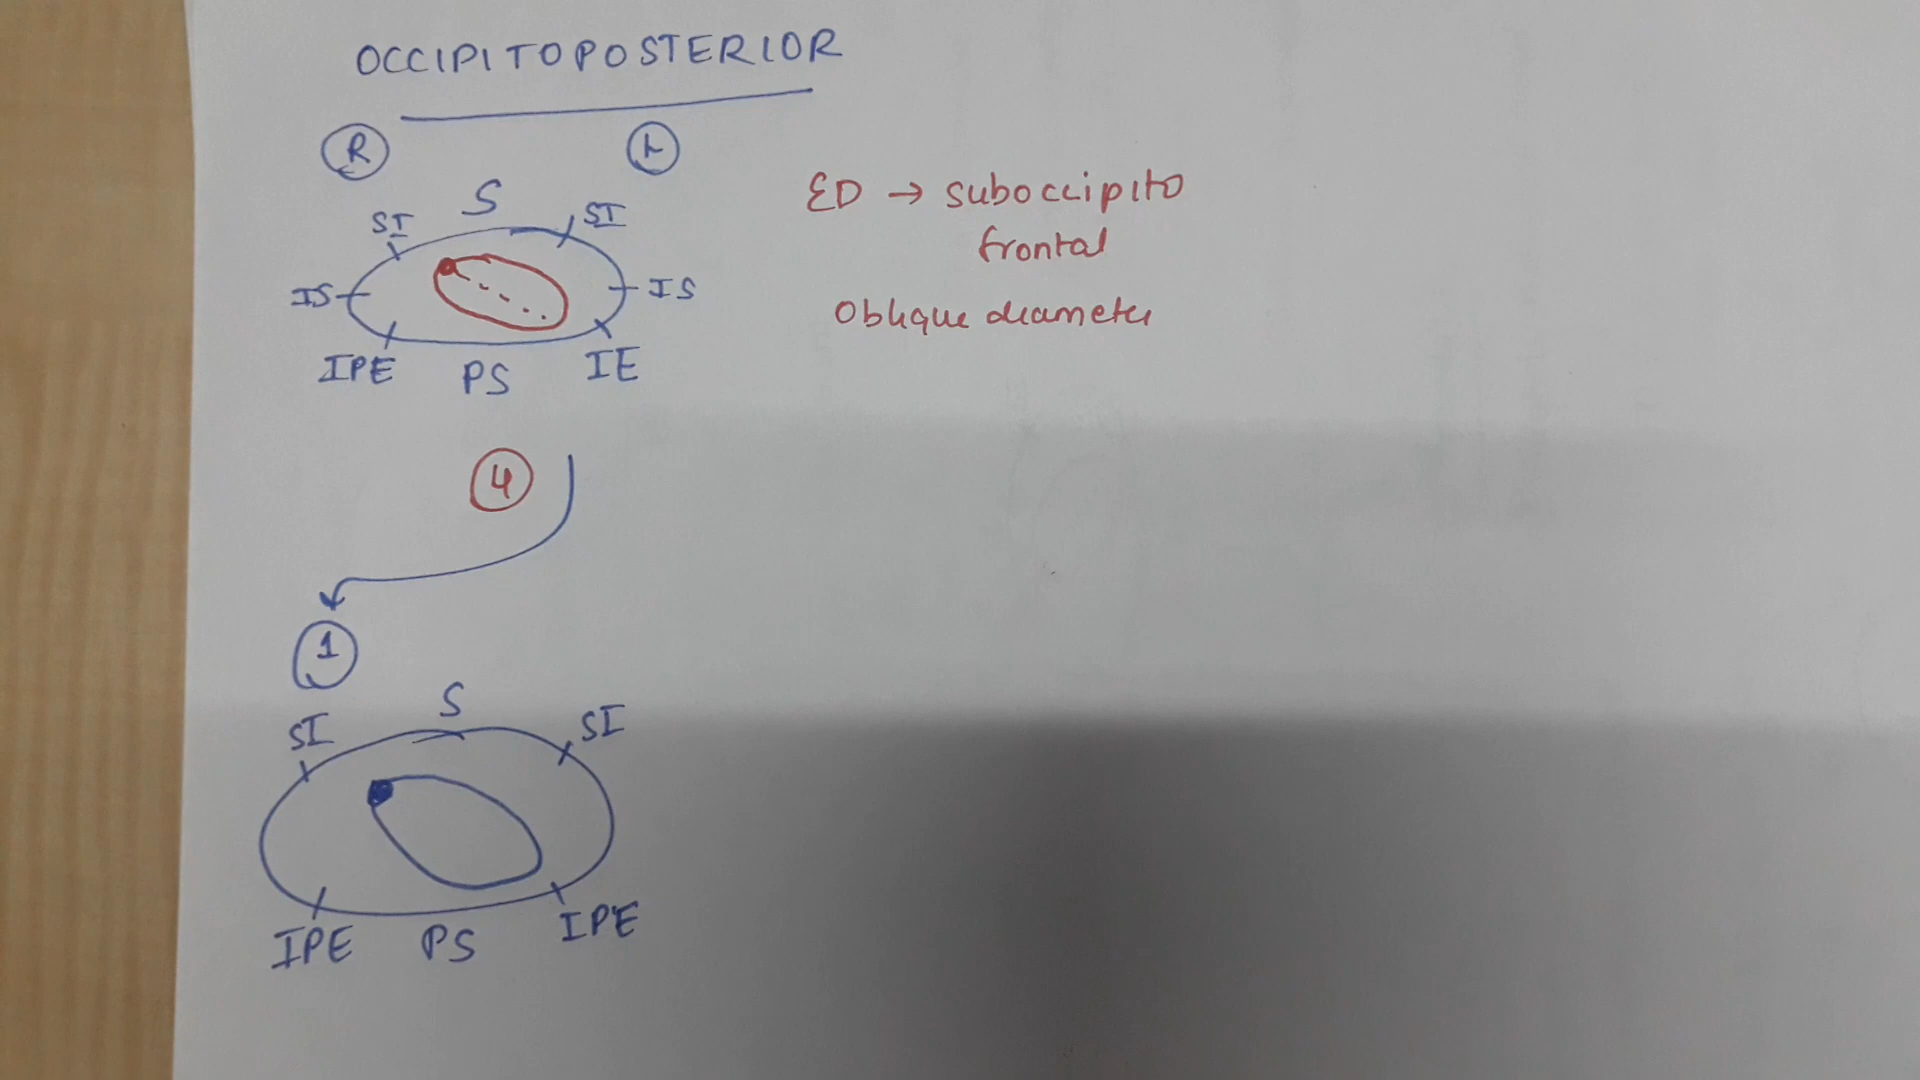 OCCIPITOPOSTERIOR
R L
S
SI SI
IS IS
IPE PS IE
ED → suboccipito
frontal
Oblique diameter
4
1
S
SI SI
IPE PS IPE